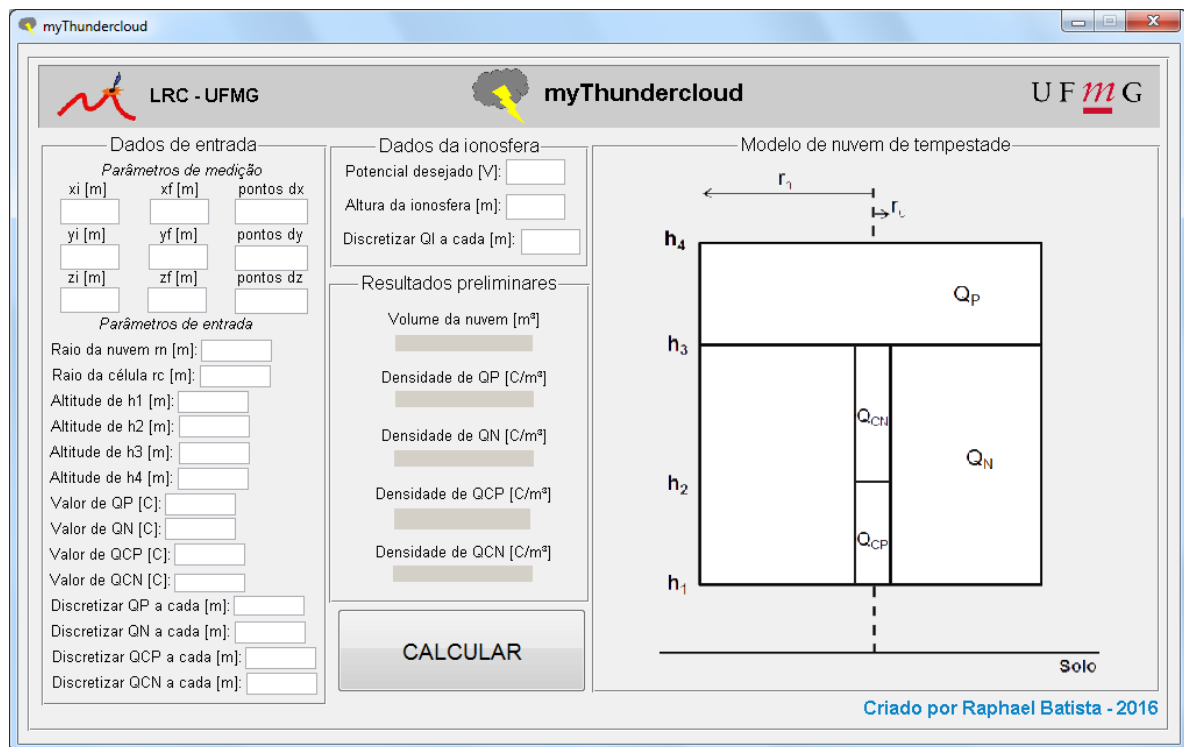 myThundercloud
LRC - UFMG
myThundercloud
UFmG
Dados de entrada
Parâmetros de medição
xi [m] xf [m] pontos dx
yi [m] yf [m] pontos dy
zi [m] zf [m] pontos dz
Parâmetros de entrada
Raio da nuvem rn [m]:
Raio da célula rc [m]:
Altitude de h1 [m]:
Altitude de h2 [m]:
Altitude de h3 [m]:
Altitude de h4 [m]:
Valor de QP [C]:
Valor de QN [C]:
Valor de QCP [C]:
Valor de QCN [C]:
Discretizar QP a cada [m]:
Discretizar QN a cada [m]:
Discretizar QCP a cada [m]:
Discretizar QCN a cada [m]:
Dados da ionosfera
Potencial desejado [V]:
Altura da ionosfera [m]:
Discretizar QI a cada [m]:
Resultados preliminares
Volume da nuvem [m³]
Densidade de QP [C/m³]
Densidade de QN [C/m³]
Densidade de QCP [C/m³]
Densidade de QCN [C/m³]
CALCULAR
Modelo de nuvem de tempestade
h₄
Q_P
h₃
Q_CN
Q_N
h₂
Q_CP
h₁
Solo
Criado por Raphael Batista - 2016